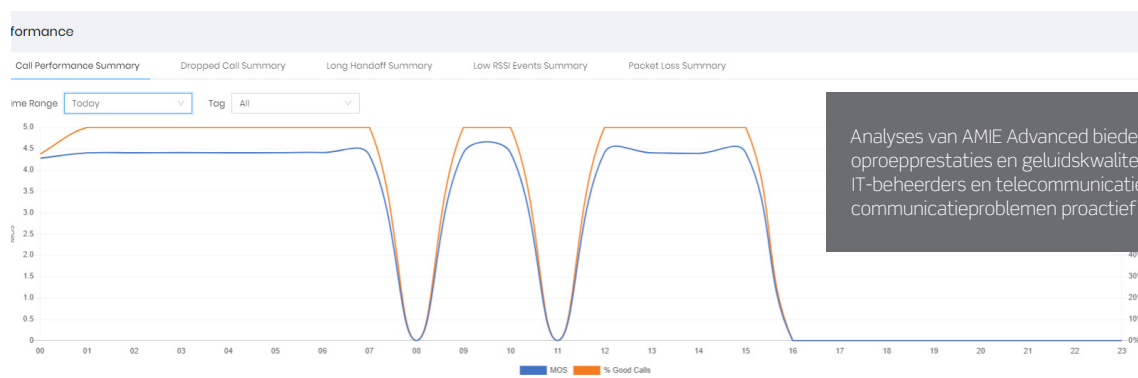 formance
Call Performance Summary Dropped Call Summary Long Handoff Summary Low RSSI Events Summary Packet Loss Summary
ime Range Today Tag All
Analyses van AMIE Advanced biede
oproepprestaties en geluidskwalite
IT-beheerders en telecommunicatie
communicatieproblemen proactief
5.0
4.5
4.0
3.5
3.0
2.5
2.0
1.5
1.0
0.5
0
MOS
40%
30%
20%
10%
0%
00 01 02 03 04 05 06 07 08 09 10 11 12 13 14 15 16 17 18 19 20 21 22 23
MOS % Good Calls